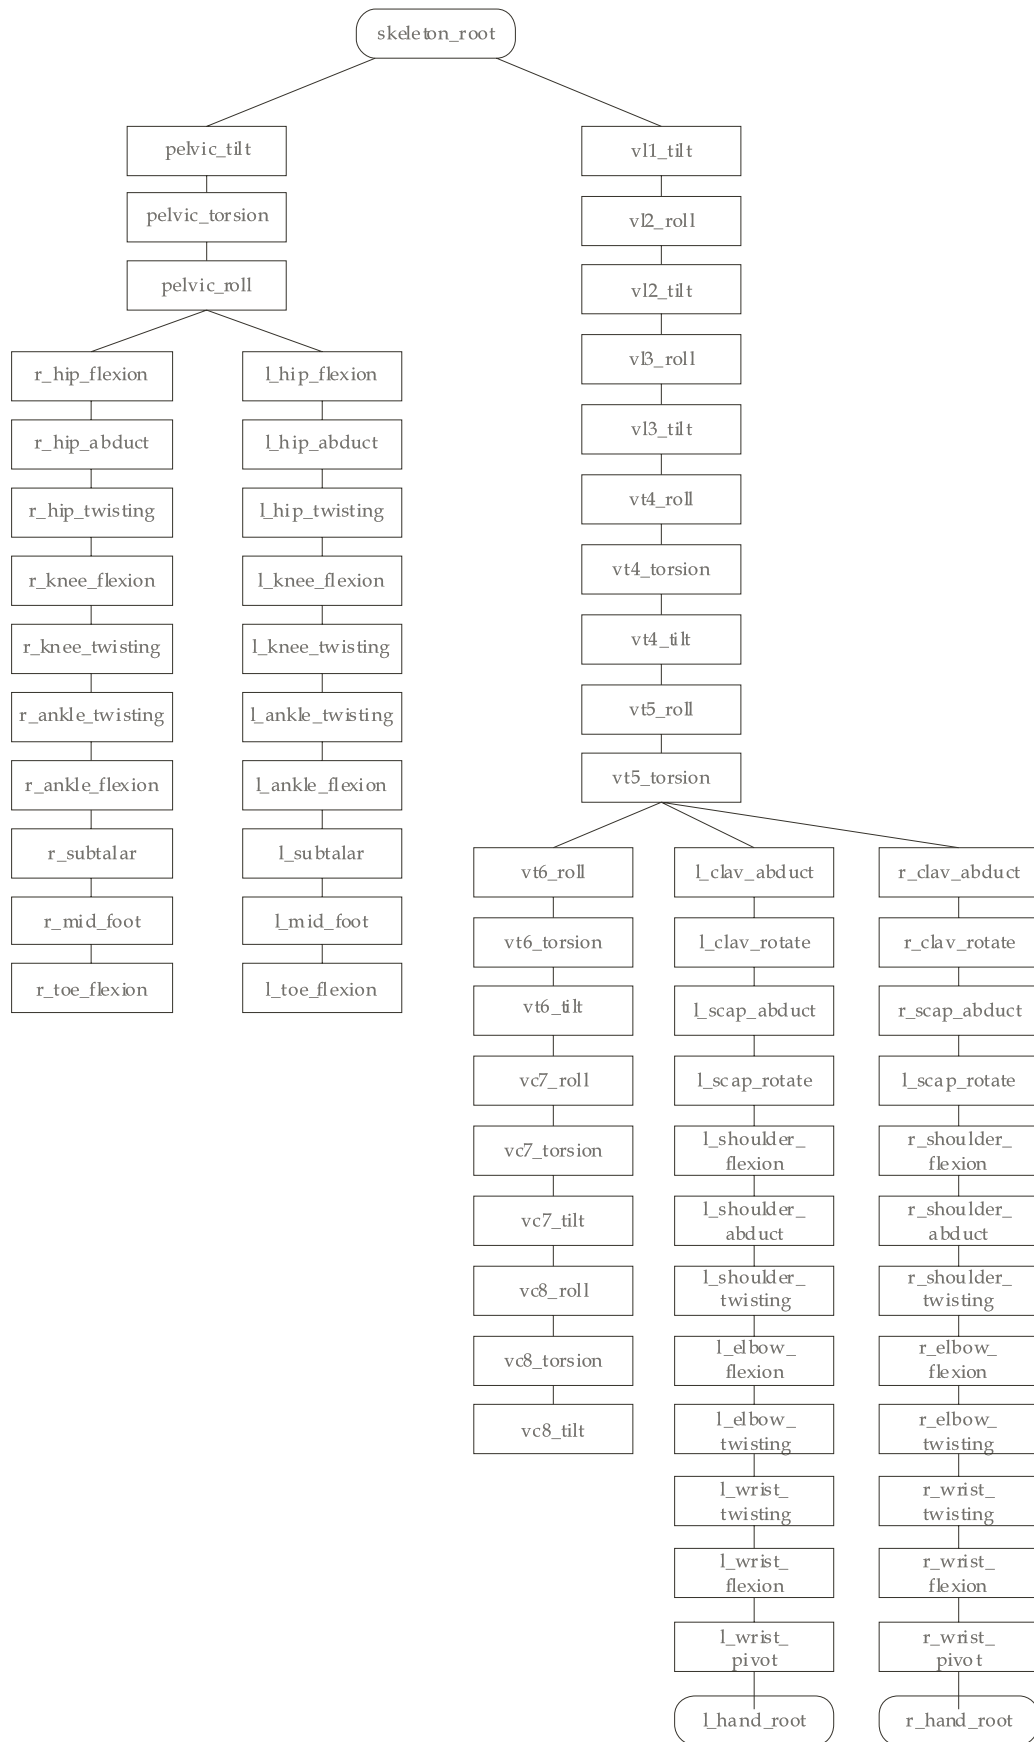 skeleton_root
pelvic_tilt
pelvic_torsion
pelvic_roll
r_hip_flexion
r_hip_abduct
r_hip_twisting
r_knee_flexion
r_knee_twisting
r_ankle_twisting
r_ankle_flexion
r_subtalar
r_mid_foot
r_toe_flexion
l_hip_flexion
l_hip_abduct
l_hip_twisting
l_knee_flexion
l_knee_twisting
l_ankle_twisting
l_ankle_flexion
l_subtalar
l_mid_foot
l_toe_flexion
vl1_tilt
vl2_roll
vl2_tilt
vl3_roll
vl3_tilt
vt4_roll
vt4_torsion
vt4_tilt
vt5_roll
vt5_torsion
vt6_roll
vt6_torsion
vt6_tilt
vc7_roll
vc7_torsion
vc7_tilt
vc8_roll
vc8_torsion
vc8_tilt
l_clav_abduct
l_clav_rotate
l_scap_abduct
l_scap_rotate
l_shoulder_
flexion
l_shoulder_
abduct
l_shoulder_
twisting
l_elbow_
flexion
l_elbow_
twisting
l_wrist_
twisting
l_wrist_
flexion
l_wrist_
pivot
l_hand_root
r_clav_abduct
r_clav_rotate
r_scap_abduct
l_scap_rotate
r_shoulder_
flexion
r_shoulder_
abduct
r_shoulder_
twisting
r_elbow_
flexion
r_elbow_
twisting
r_wrist_
twisting
r_wrist_
flexion
r_wrist_
pivot
r_hand_root